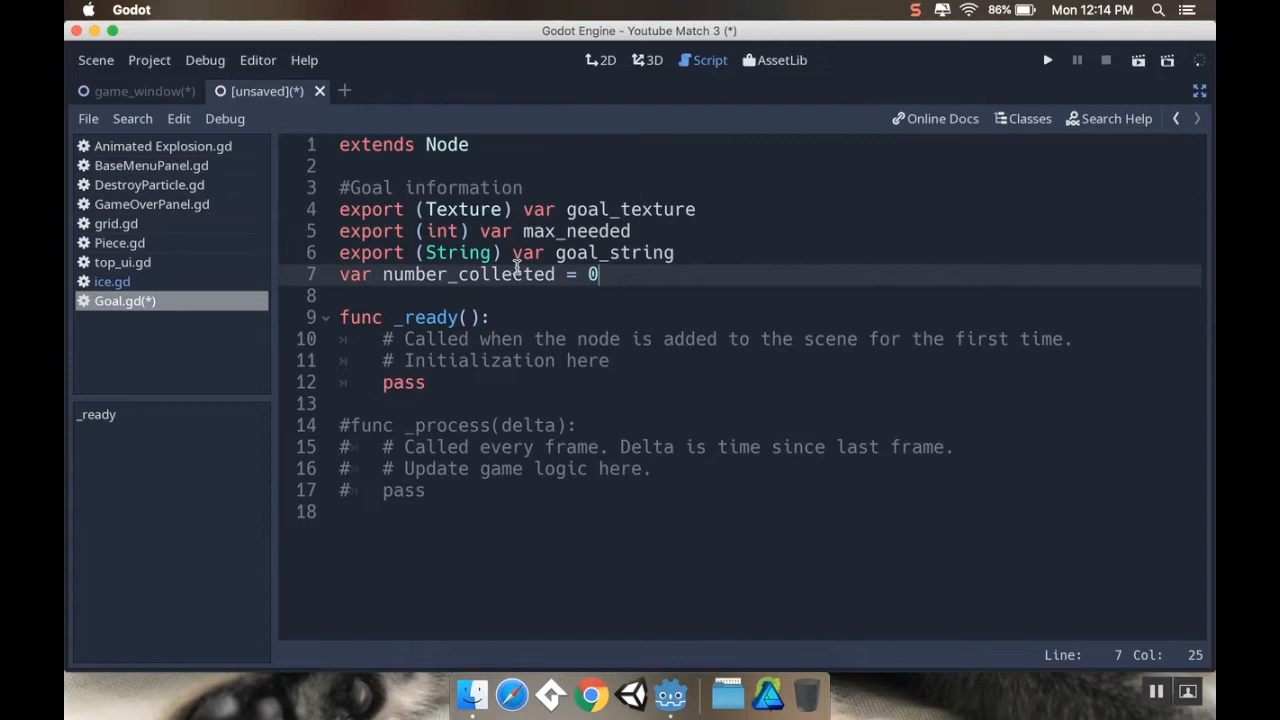 Godot
86%
Mon 12:14 PM
Godot Engine - Youtube Match 3 (*)
Scene Project Debug Editor Help
2D 3D Script AssetLib
game_window(*) [unsaved](*)
File Search Edit Debug
Online Docs Classes Search Help
Animated Explosion.gd
BaseMenuPanel.gd
DestroyParticle.gd
GameOverPanel.gd
grid.gd
Piece.gd
top_ui.gd
ice.gd
Goal.gd(*)
_ready
1 extends Node
2
3 #Goal information
4 export (Texture) var goal_texture
5 export (int) var max_needed
6 export (String) var goal_string
7 var number_collected = 0
8
9 func _ready():
10 # Called when the node is added to the scene for the first time.
11 # Initialization here
12 pass
13
14 #func _process(delta):
15 # # Called every frame. Delta is time since last frame.
16 # # Update game logic here.
17 # pass
18
Line: 7 Col: 25